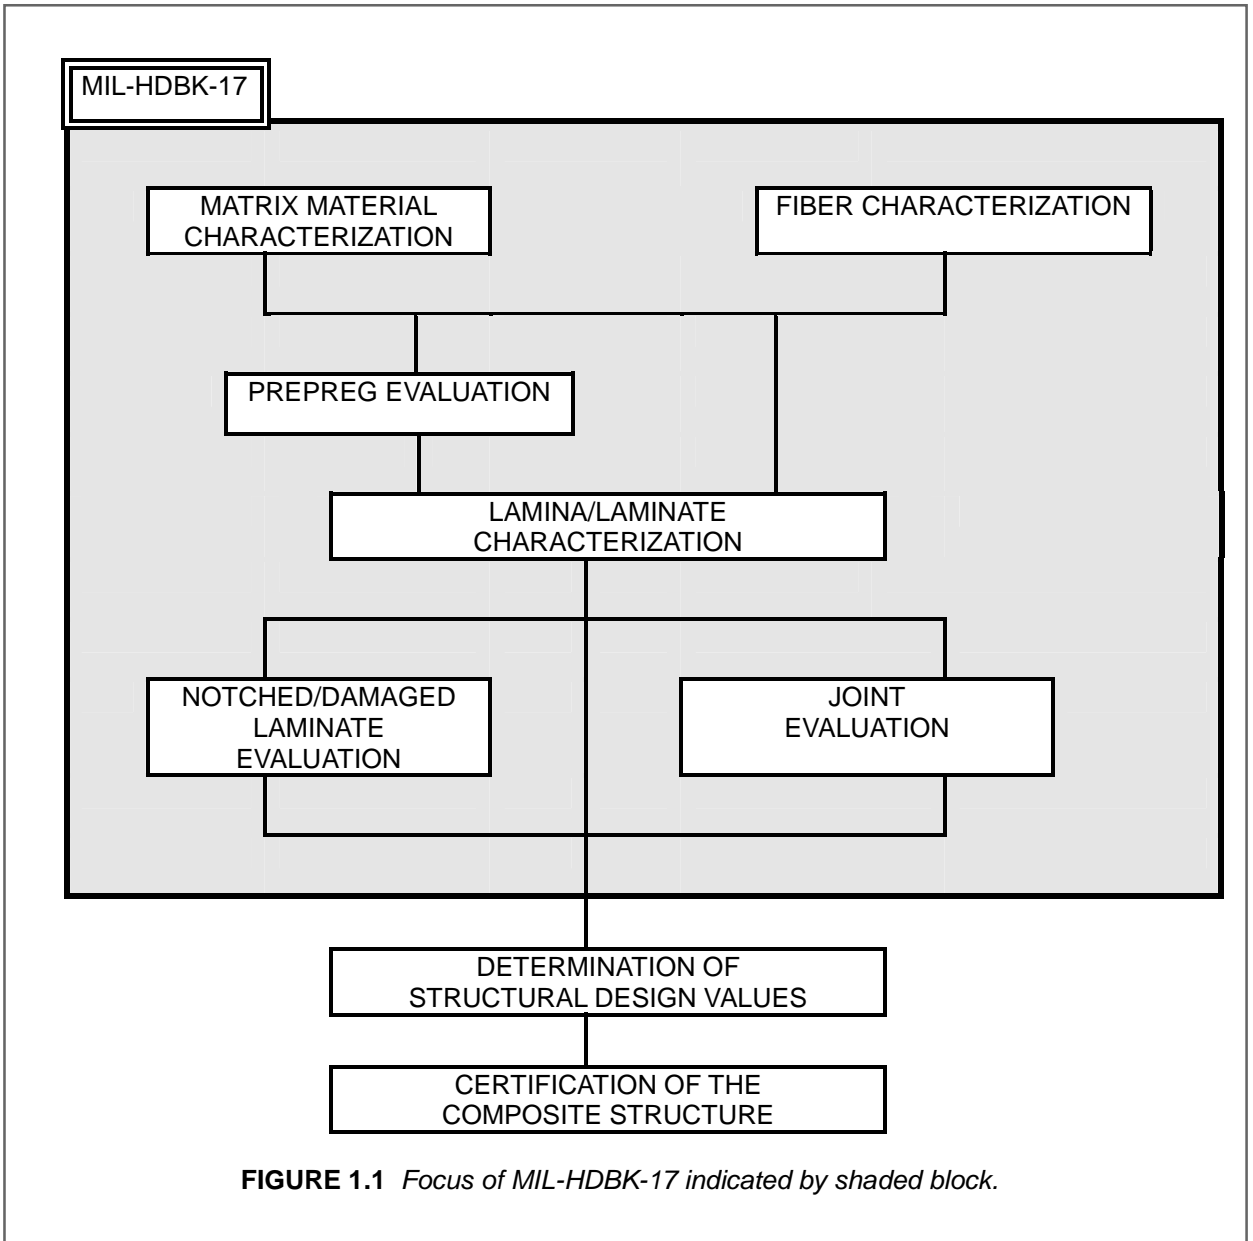 MIL-HDBK-17
MATRIX MATERIAL
CHARACTERIZATION
FIBER CHARACTERIZATION
PREPREG EVALUATION
LAMINA/LAMINATE
CHARACTERIZATION
NOTCHED/DAMAGED
LAMINATE
EVALUATION
JOINT
EVALUATION
DETERMINATION OF
STRUCTURAL DESIGN VALUES
CERTIFICATION OF THE
COMPOSITE STRUCTURE
FIGURE 1.1 Focus of MIL-HDBK-17 indicated by shaded block.